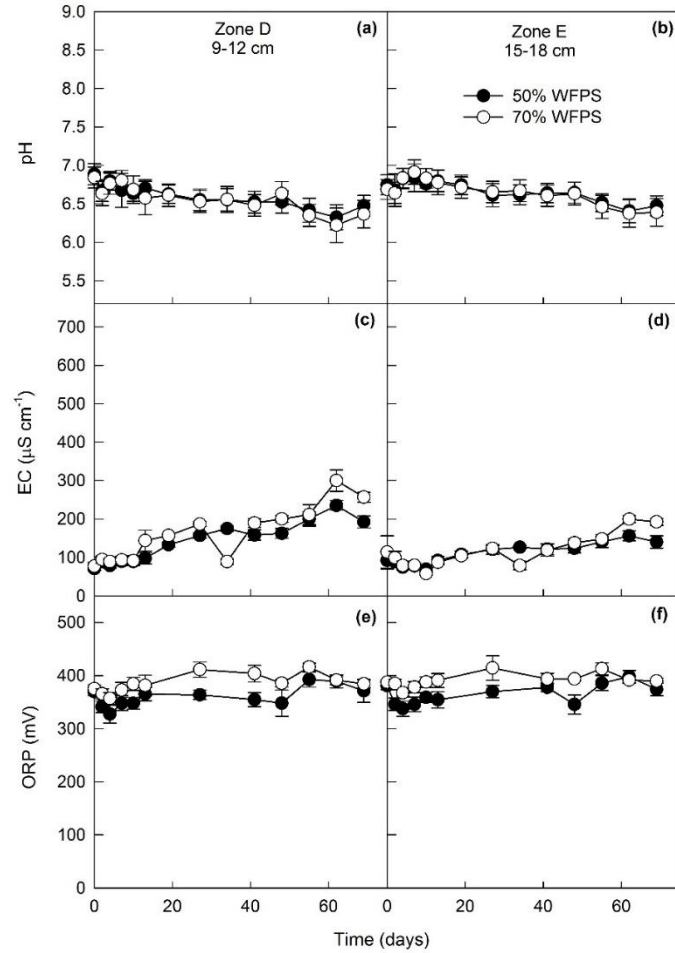 Zone D
9-12 cm
(a)
Zone E
15-18 cm
(b)
50% WFPS
70% WFPS
pH
9.0
8.5
8.0
7.5
7.0
6.5
6.0
5.5
(c)
(d)
EC (μS cm⁻¹)
700
600
500
400
300
200
100
0
(e)
(f)
ORP (mV)
500
400
300
200
100
0
0 20 40 60 0 20 40 60
Time (days)